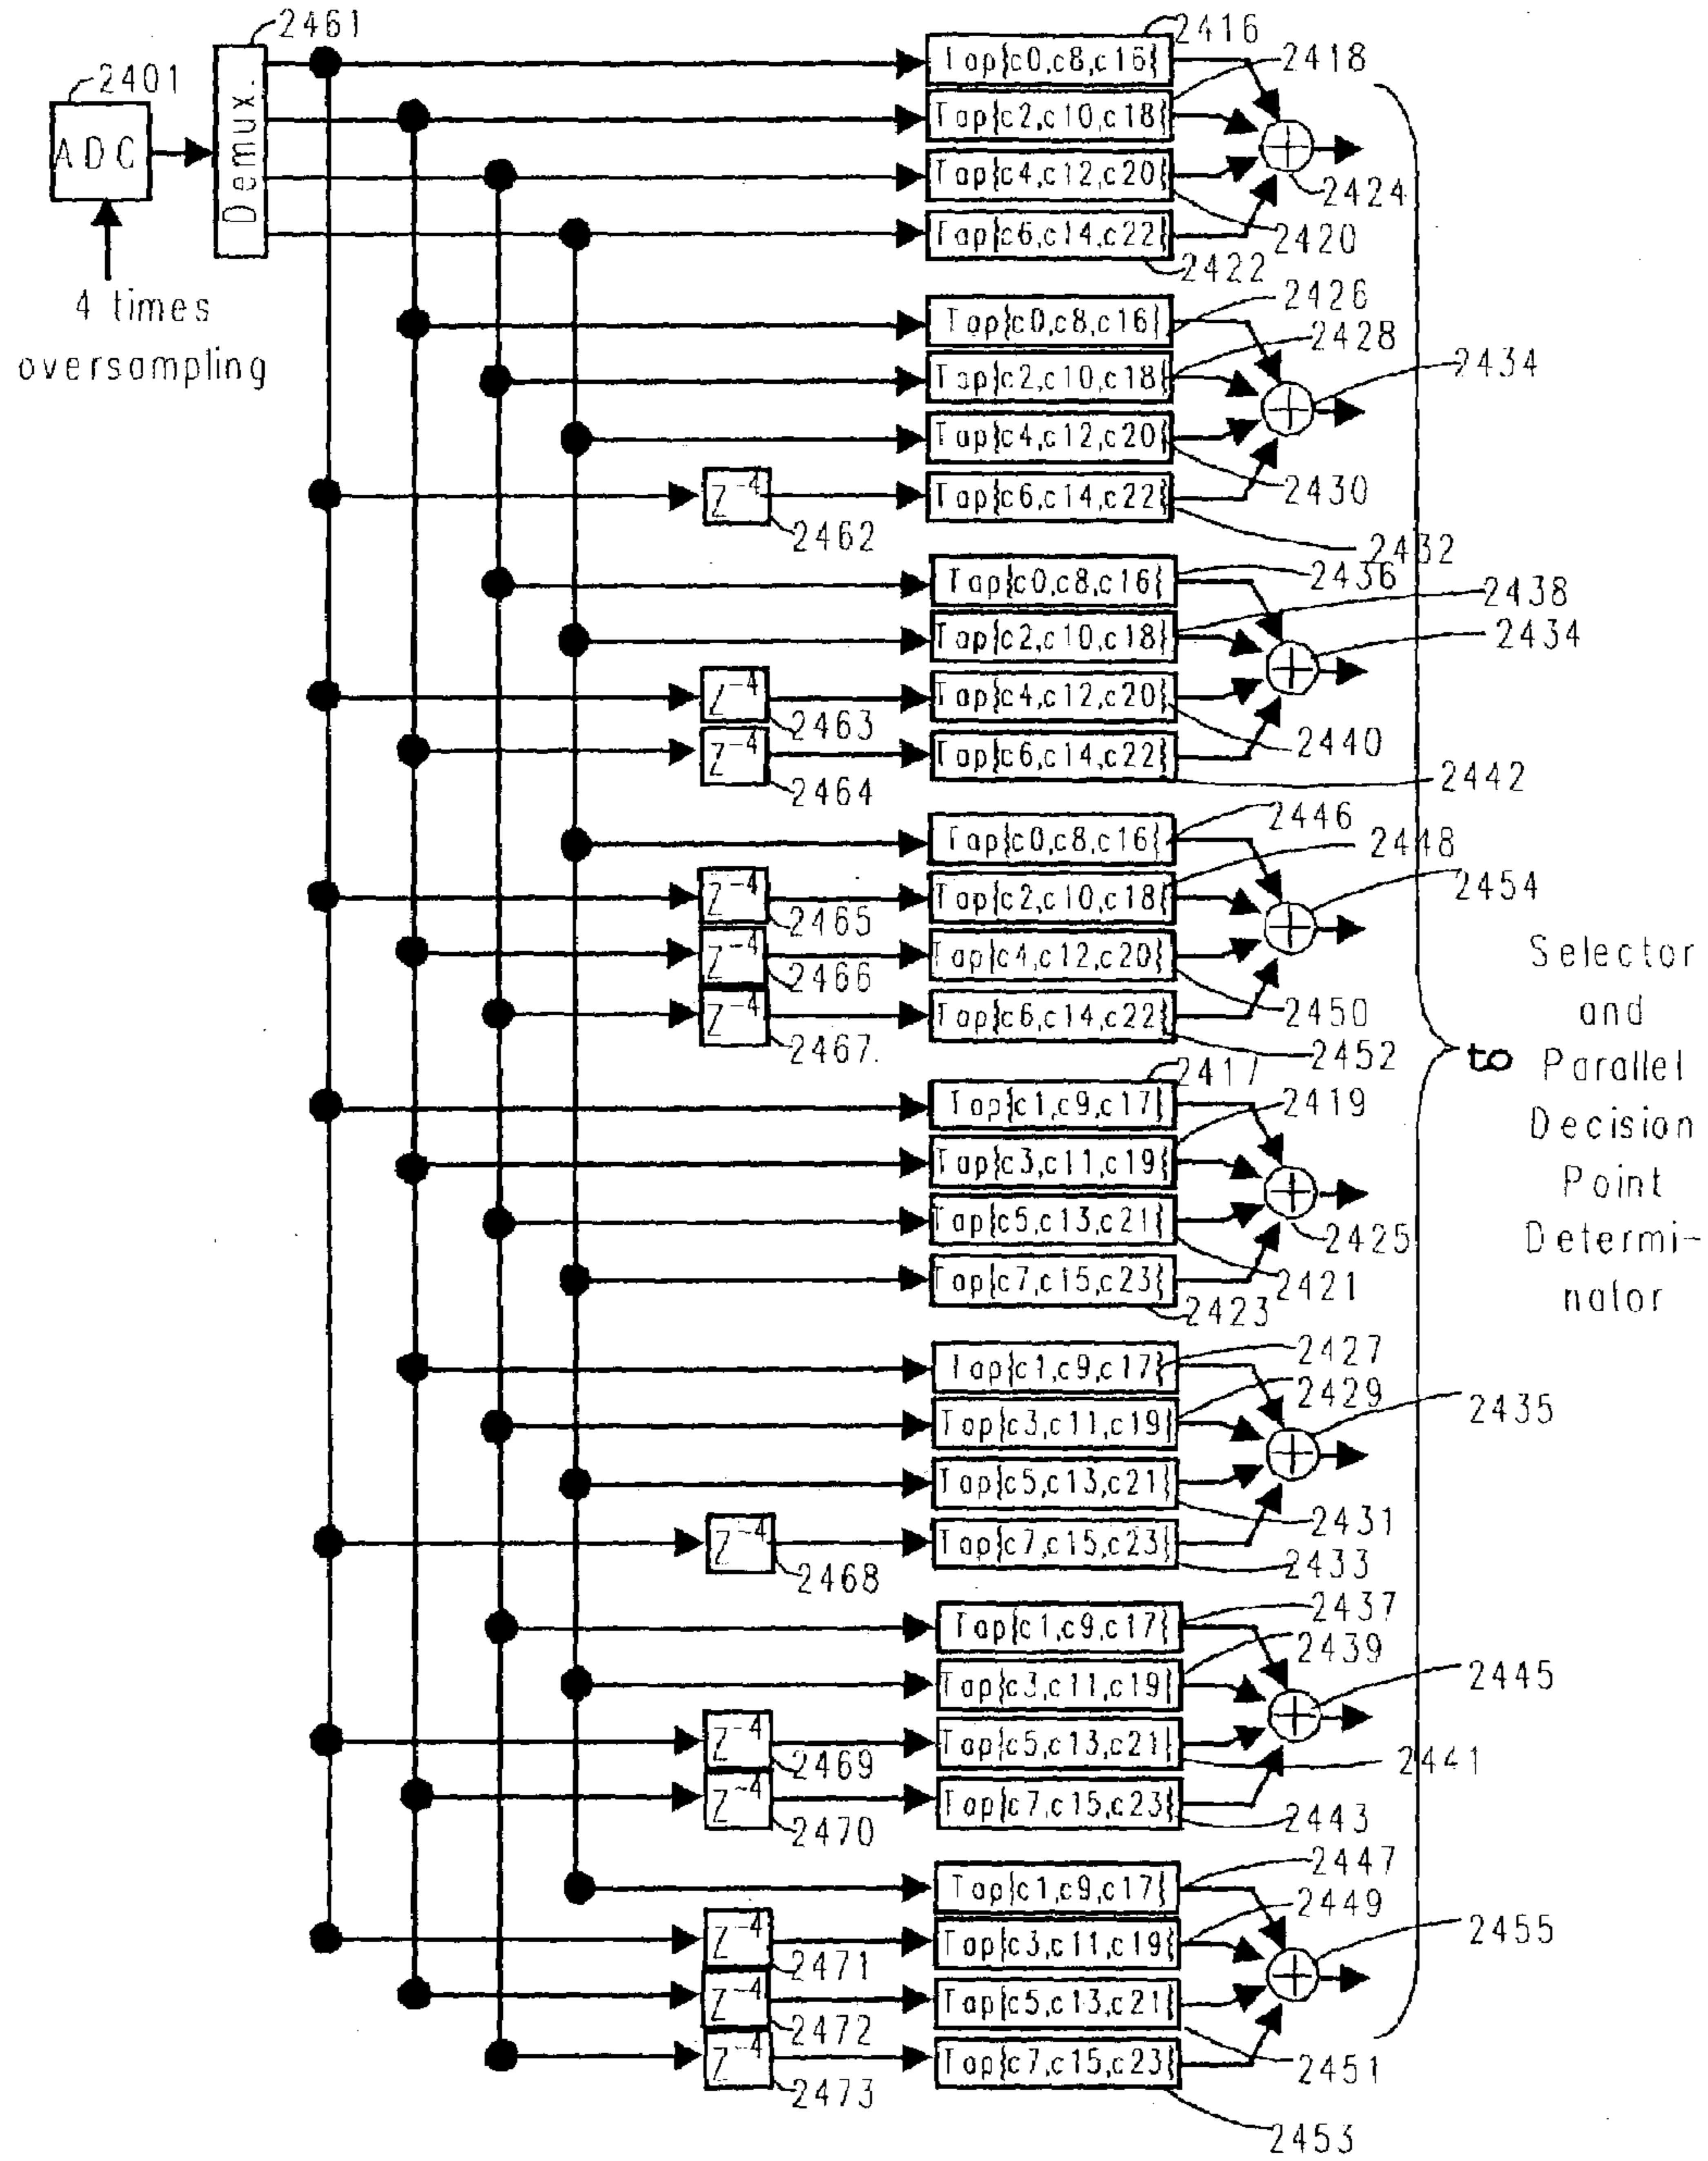 2461
2416
Tap{c0,c8,c16{
2418
2401
Demux.
Tap{c2,c10,c18{
ADC
Tap{c4,c12,c20{
2424
Tap{c6,c14,c22{
2420
2422
4 times
oversampling
2426
Tap{c0,c8,c16}
2428
Tap{c2,c10,c18{
2434
Tap{c4,c12,c20{
2430
Z-4
Tap{c6,c14,c22{
2462
2432
2436
Tap{c0,c8,c16{
2438
Tap{c2,c10,c18}
2434
Z-4
Tap{c4,c12,c20{
2463
2440
Z-4
Tap{c6,c14,c22{
2464
2442
2446
Tap{c0,c8,c16}
2448
Z-4
Tap{c2,c10,c18{
2454
2465
Z-4
Tap{c4,c12,c20}
2466
Z-4
Tap{c6,c14,c22{
2450
2467
2452
to
Selector
and
Parallel
Decision
Point
Determi-
nator
2417
Tap{c1,c9,c17}
2419
Tap{c3,c11,c19{
Tap{c5,c13,c21}
2425
Tap{c7,c15,c23{
2421
2423
2427
Tap{c1,c9,c17}
2429
Tap{c3,c11,c19}
2435
Tap{c5,c13,c21}
2431
Z-4
Tap{c7,c15,c23}
2468
2433
2437
Tap{c1,c9,c17{
2439
Tap{c3,c11,c19}
2445
Z-4
Tap{c5,c13,c21}
2469
2441
Z-4
Tap{c7,c15,c23{
2470
2443
2447
Tap{c1,c9,c17{
2449
Z-4
Tap{c3,c11,c19{
2455
2471
Z-4
Tap{c5,c13,c21}
2472
Z-4
Tap{c7,c15,c23}
2451
2473
2453